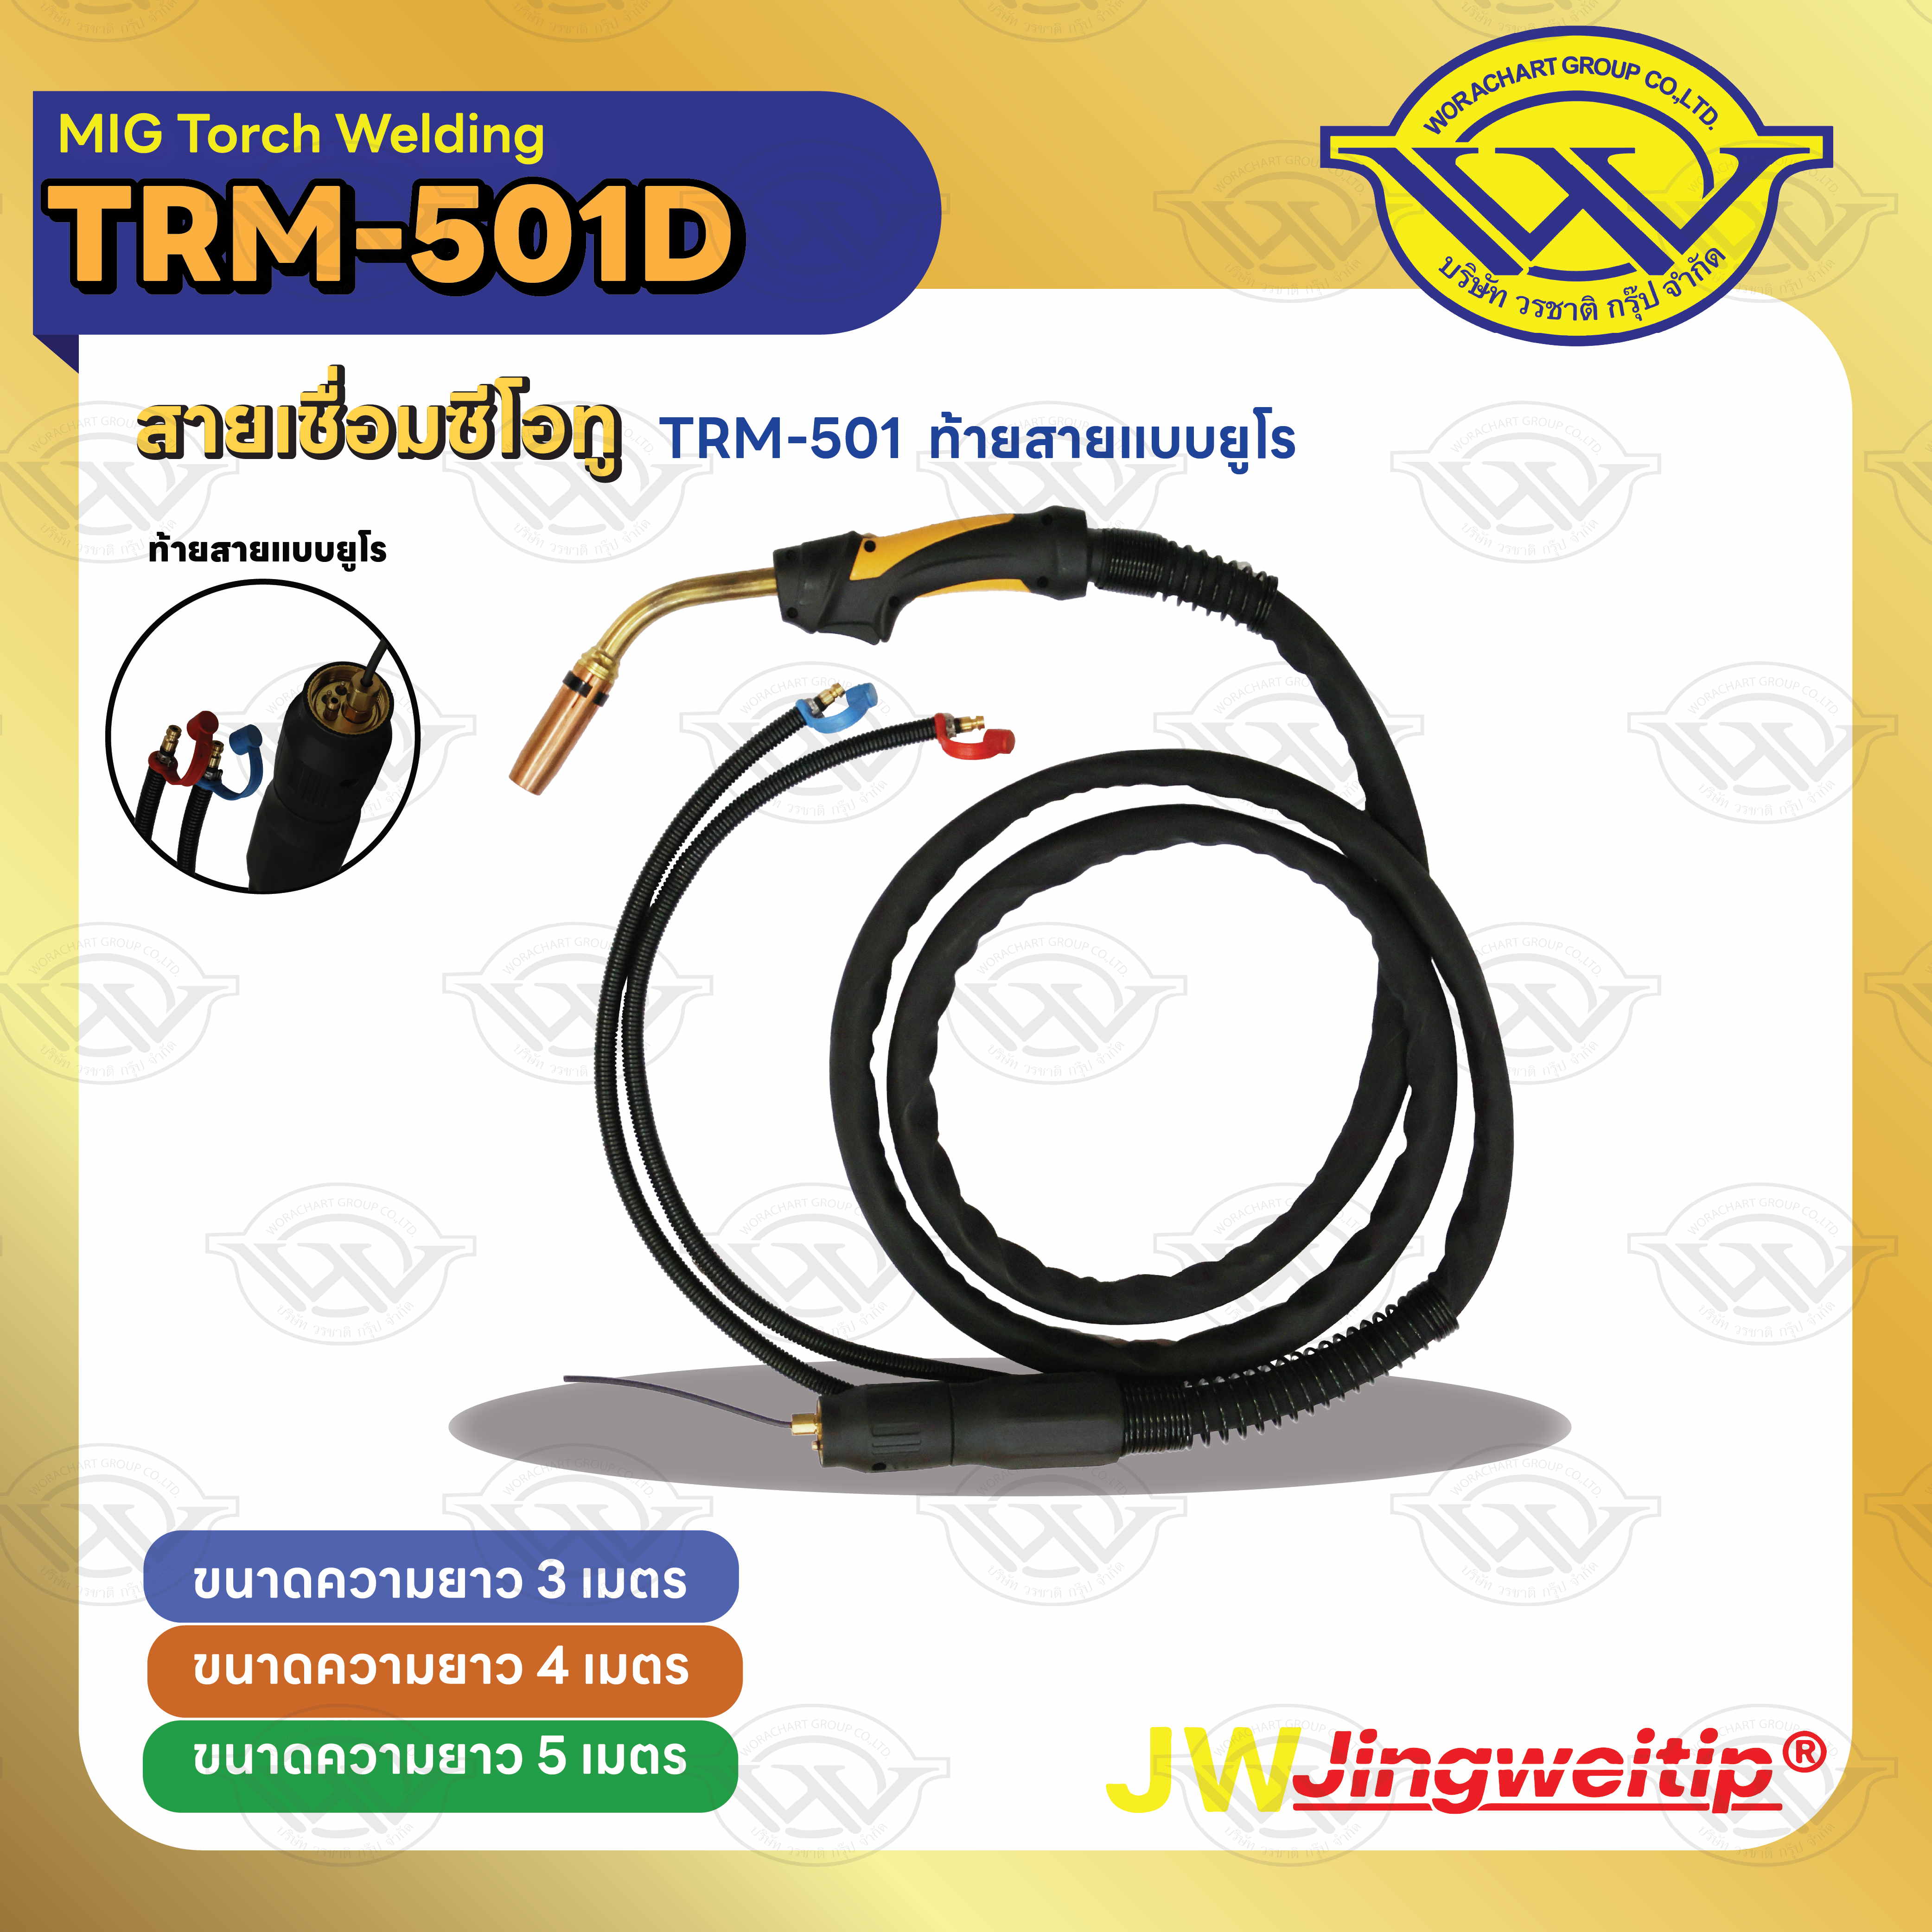 WORACHART GROUP CO.,LTD.
W
บริษัท วรชาติ กรุ๊ป จำกัด
MIG Torch Welding
TRM-501D
สายเชื่อมซีโอทู TRM-501 ท้ายสายแบบยูโร
ท้ายสายแบบยูโร
ขนาดความยาว 3 เมตร
ขนาดความยาว 4 เมตร
ขนาดความยาว 5 เมตร
JW Jingweitip®